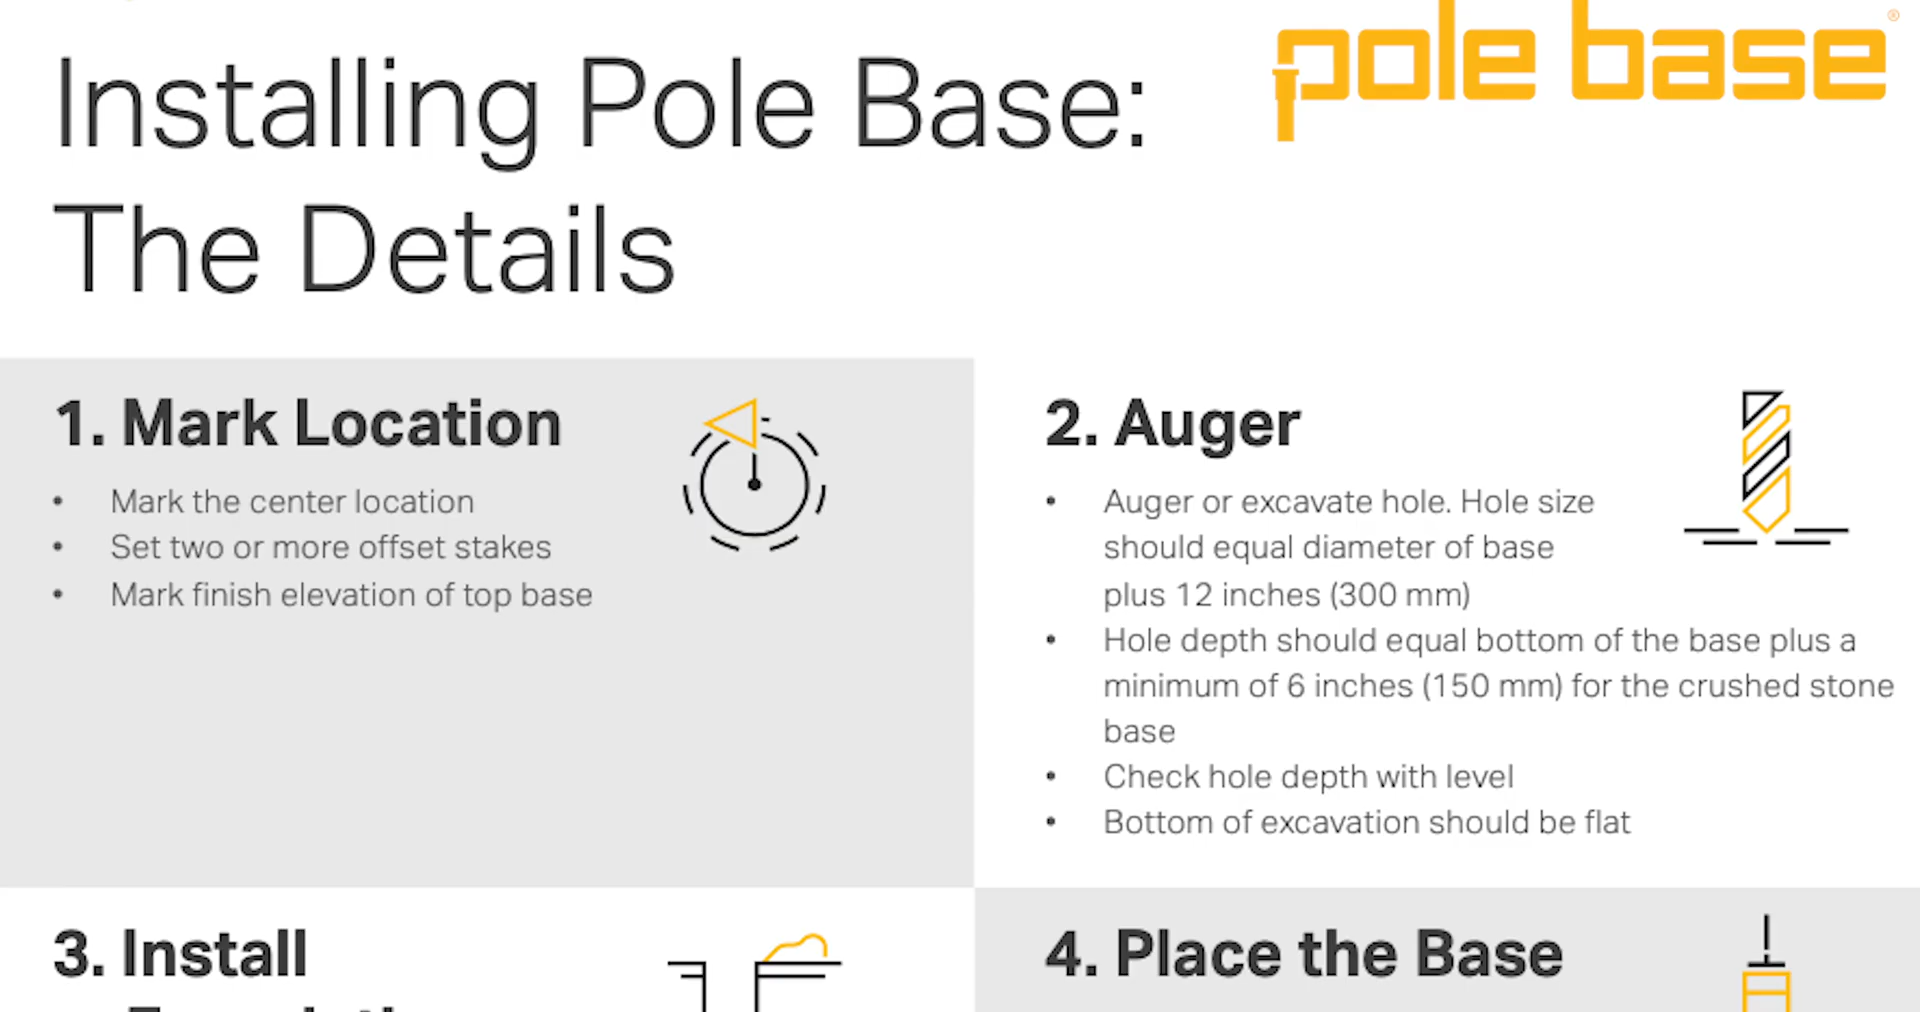 Installing Pole Base:
The Details
pole base®
1. Mark Location
• Mark the center location
• Set two or more offset stakes
• Mark finish elevation of top base
2. Auger
• Auger or excavate hole. Hole size
should equal diameter of base
plus 12 inches (300 mm)
• Hole depth should equal bottom of the base plus a
minimum of 6 inches (150 mm) for the crushed stone
base
• Check hole depth with level
• Bottom of excavation should be flat
3. Install
4. Place the Base